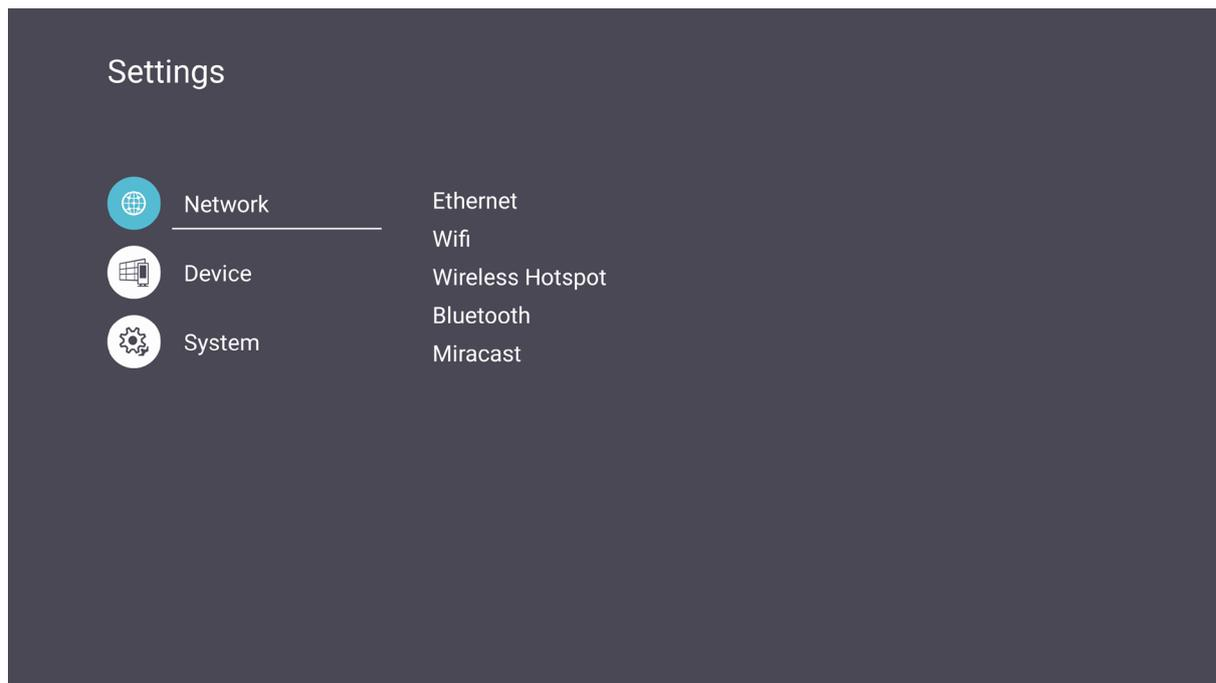 Settings
Network
Device
System
Ethernet
Wifi
Wireless Hotspot
Bluetooth
Miracast